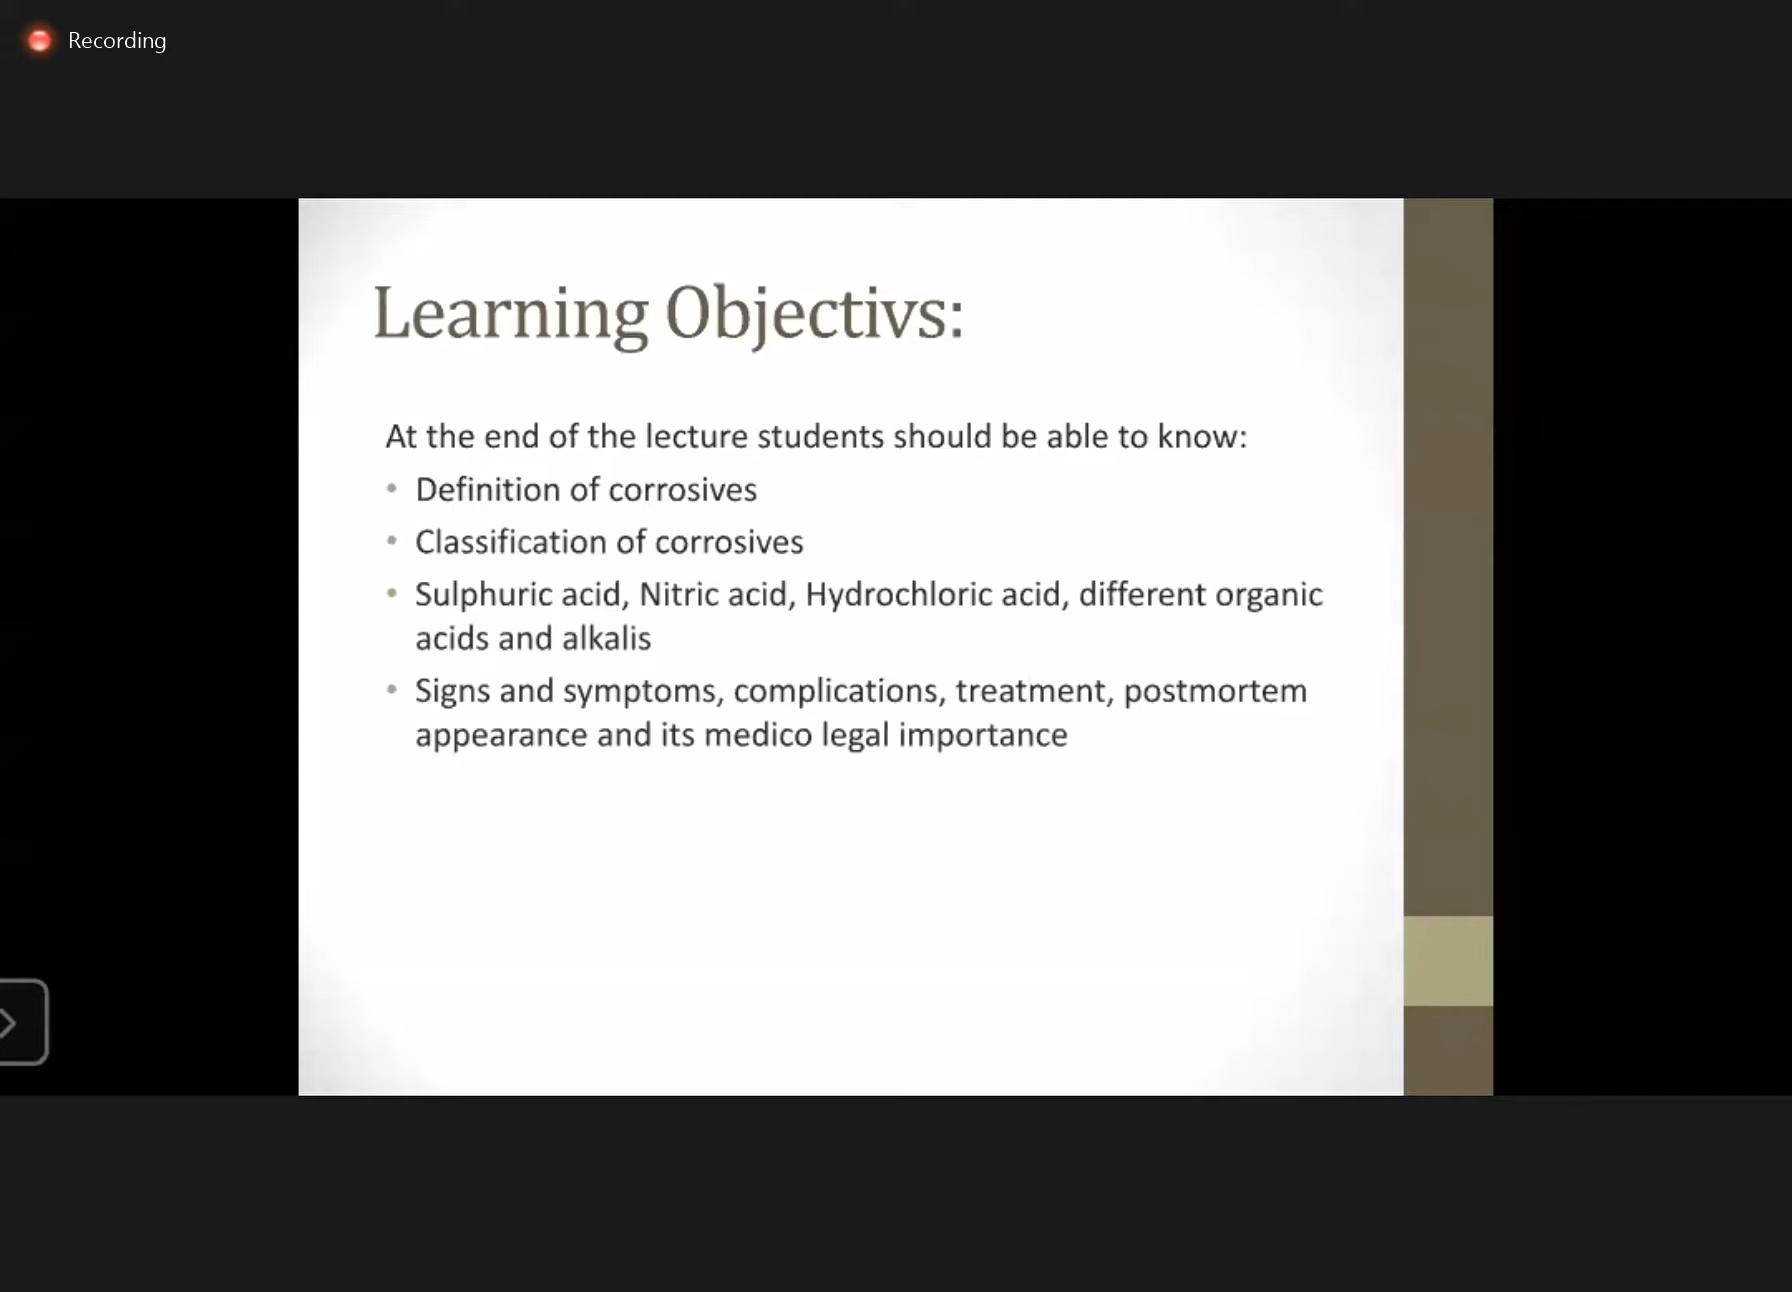 Recording
Learning Objectivs:
At the end of the lecture students should be able to know:
• Definition of corrosives
• Classification of corrosives
• Sulphuric acid, Nitric acid, Hydrochloric acid, different organic
acids and alkalis
• Signs and symptoms, complications, treatment, postmortem
appearance and its medico legal importance